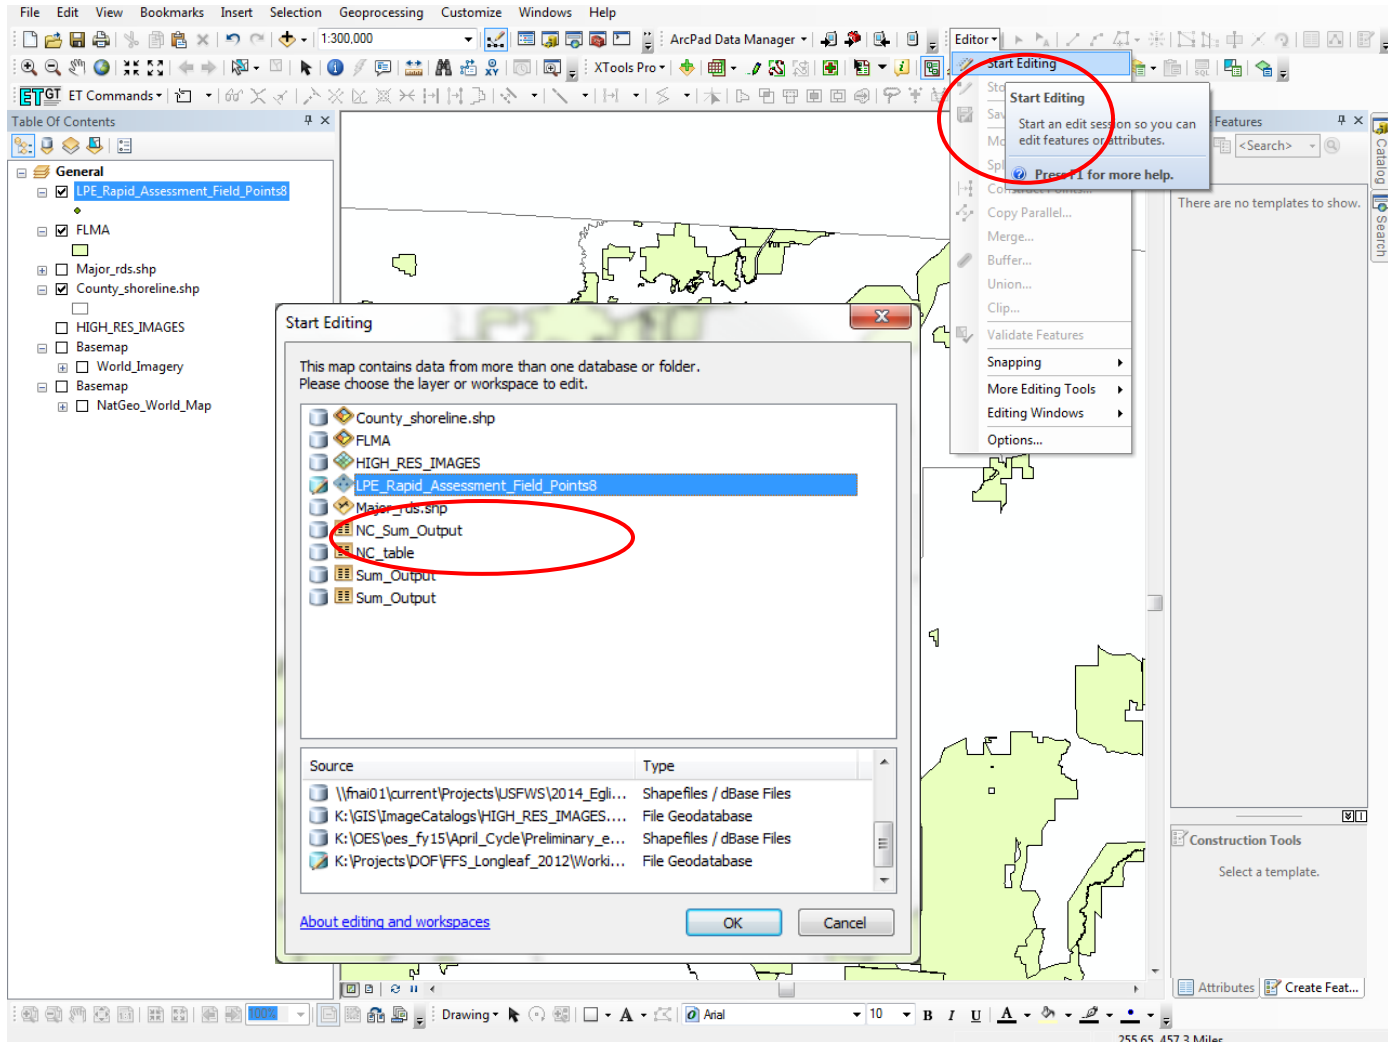 File Edit View Bookmarks Insert Selection Geoprocessing Customize Windows Help
1:300,000 ArcPad Data Manager Editor
XTools Pro Start Editing
ETGT ET Commands
Table Of Contents
General
LPE_Rapid_Assessment_Field_Points8
FLMA
Major_rds.shp
County_shoreline.shp
HIGH_RES_IMAGES
Basemap
World_Imagery
Basemap
NatGeo_World_Map
Start Editing
Start an edit session so you can
edit features or attributes.
Press F1 for more help.
Copy Parallel...
Merge...
Buffer...
Union...
Clip...
Validate Features
Snapping
More Editing Tools
Editing Windows
Options...
Features
<Search>
There are no templates to show.
Catalog
Search
Start Editing
This map contains data from more than one database or folder.
Please choose the layer or workspace to edit.
County_shoreline.shp
FLMA
HIGH_RES_IMAGES
LPE_Rapid_Assessment_Field_Points8
Major_rds.shp
NC_Sum_Output
NC_table
Sum_Output
Sum_Output
Source Type
\\fnai01\current\Projects\USFWS\2014_Egli... Shapefiles / dBase Files
K:\GIS\ImageCatalogs\HIGH_RES_IMAGES.... File Geodatabase
K:\OES\oes_fy15\April_Cycle\Preliminary_e... Shapefiles / dBase Files
K:\Projects\DOF\FFS_Longleaf_2012\Worki... File Geodatabase
About editing and workspaces OK Cancel
Construction Tools
Select a template.
Attributes Create Feat...
100% Drawing A Arial 10 B I U A
255.65 457.3 Miles